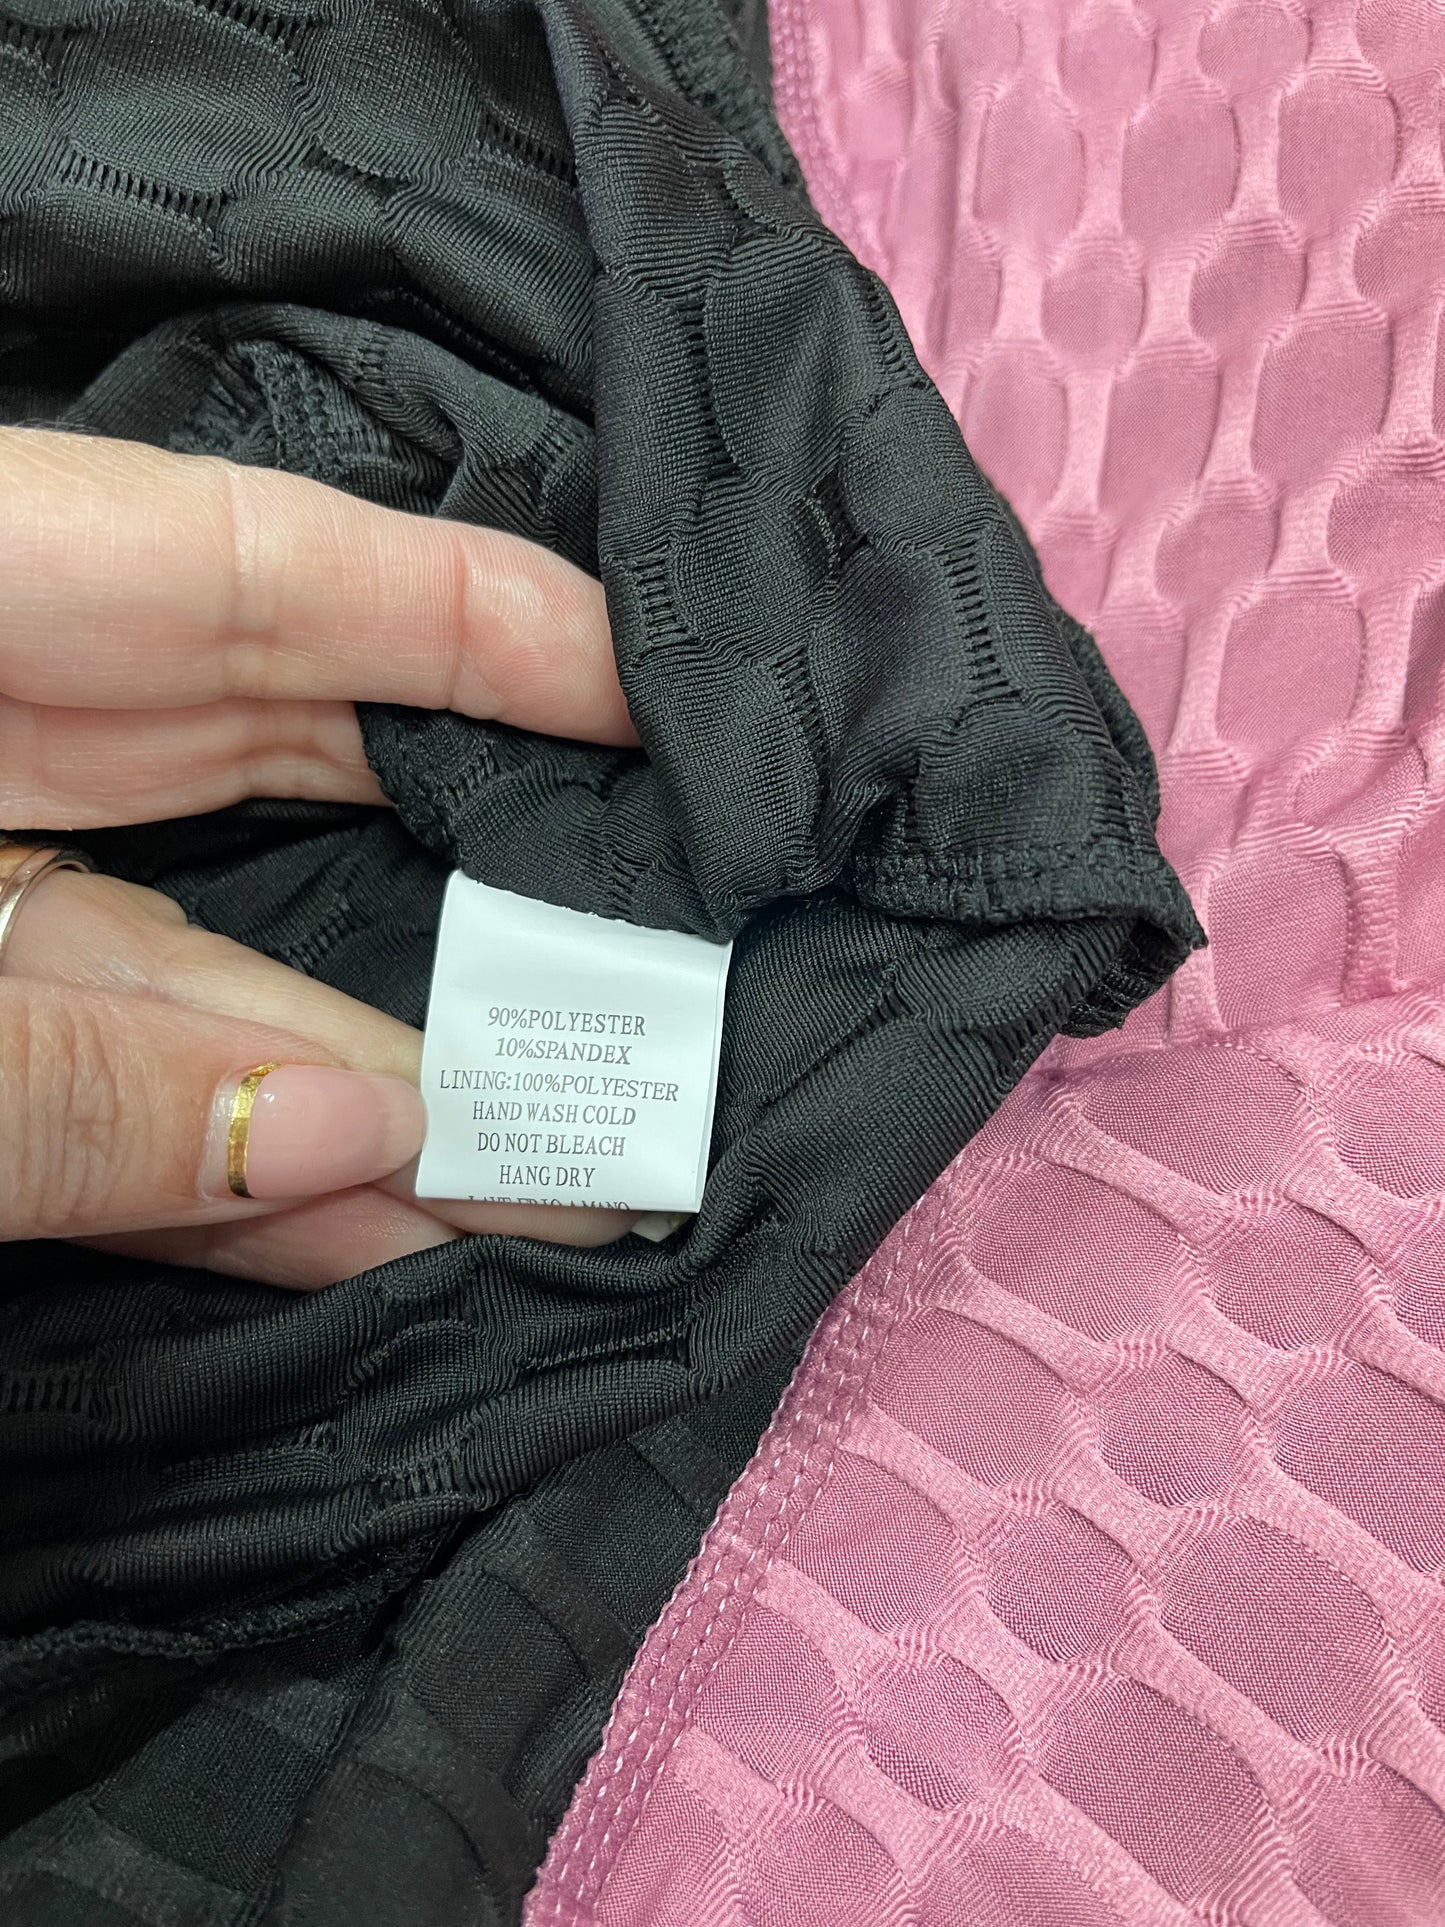 90%POLYESTER
10%SPANDEX
LINING:100%POLYESTER
HAND WASH COLD
DO NOT BLEACH
HANG DRY